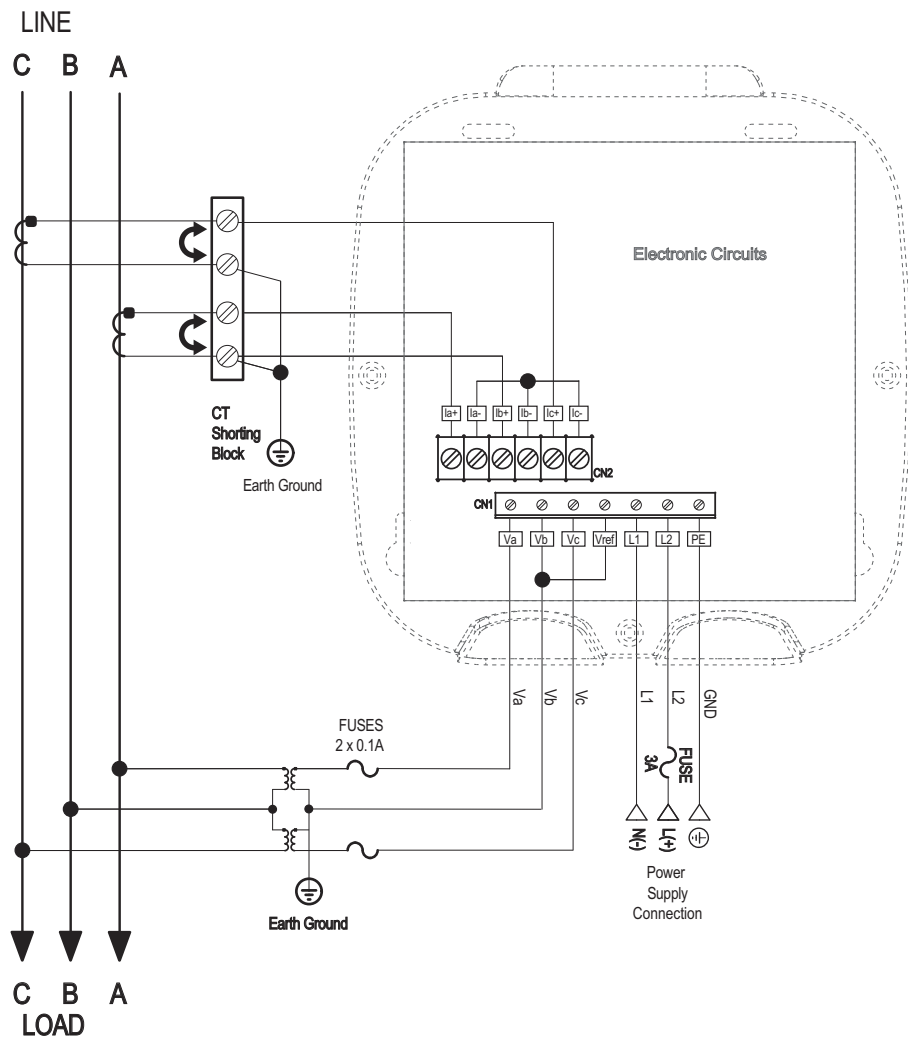 LINE
C B A
Electronic Circuits
CT
Shorting
Block
Earth Ground
Ia+ Ia- Ib+ Ib- Ic+ Ic-
CN2
CN1
Va Vb Vc Vref L1 L2 PE
Va Vb Vc L1 L2 GND
FUSES
2 x 0.1A
FUSE
3A
N(-) L(+)
Power
Supply
Connection
Earth Ground
C B A
LOAD